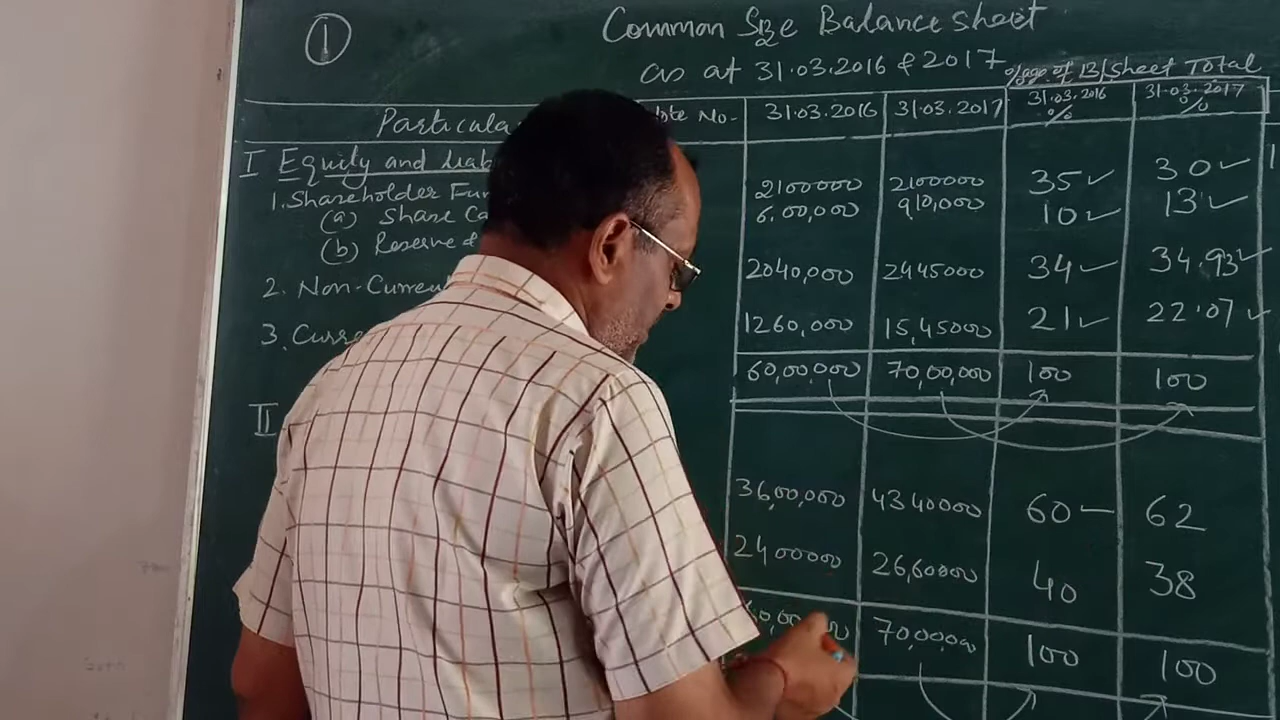 ①
Common Size Balance sheet
as at 31.03.2016 & 2017
%age of B/Sheet Total
Particula Note No. 31.03.2016 31.03.2017 31.03.2016 % 31.03.2017 %
I Equity and Liab
1. Shareholder Fun
(a) Share Ca 2100000 2100000 35 ✓ 30 ✓
(b) Reserve & 6,00,000 910,000 10 ✓ 13 ✓
2. Non-Current 2040,000 2445000 34 ✓ 34.93 ✓
3. Curre 1260,000 15,45000 21 ✓ 22.07 ✓
60,00,000 70,00,000 100 100
II
36,00,000 4340000 60 62
2400000 26,60000 40 38
70,00,000 100 100